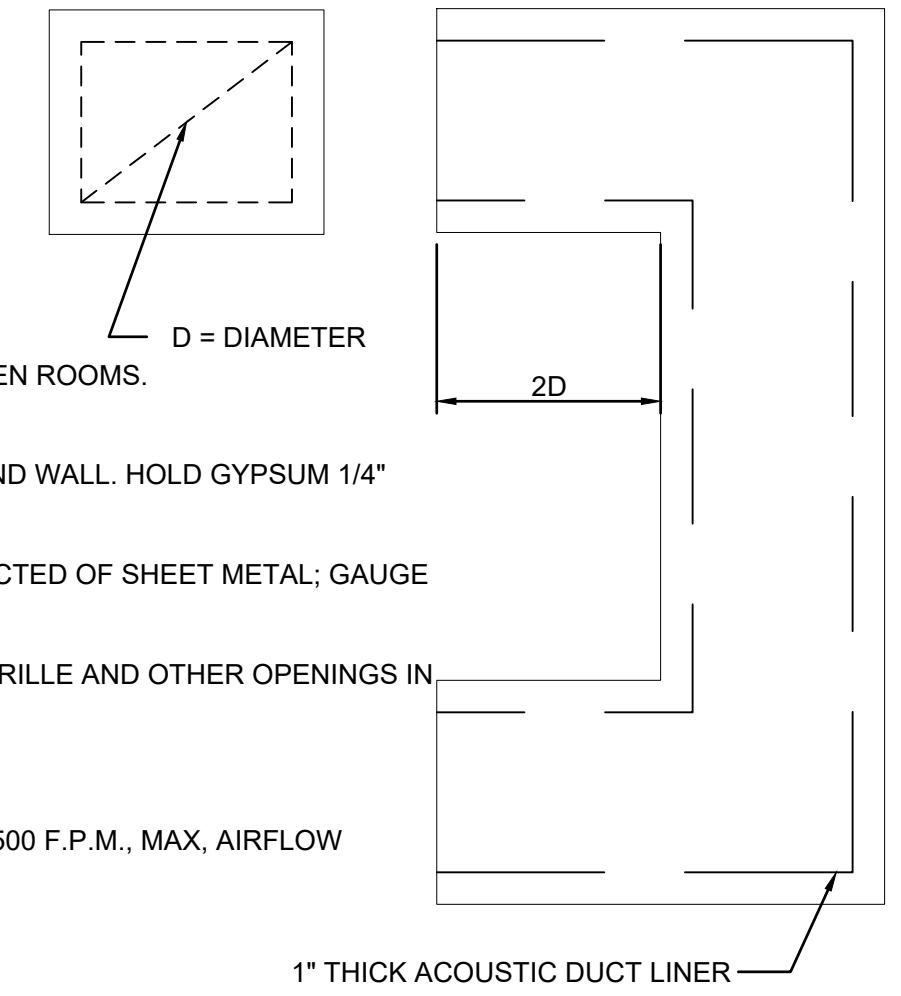 D = DIAMETER
EN ROOMS.
2D
ND WALL. HOLD GYPSUM 1/4"
CTED OF SHEET METAL; GAUGE
RILLE AND OTHER OPENINGS IN
500 F.P.M., MAX, AIRFLOW
1" THICK ACOUSTIC DUCT LINER